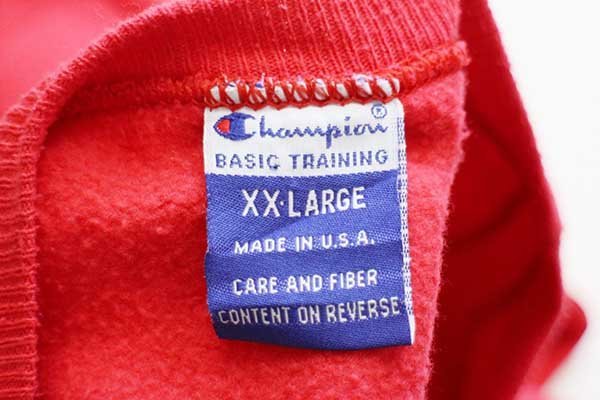 Champion®
BASIC TRAINING
XX-LARGE
MADE IN U.S.A.
CARE AND FIBER
CONTENT ON REVERSE